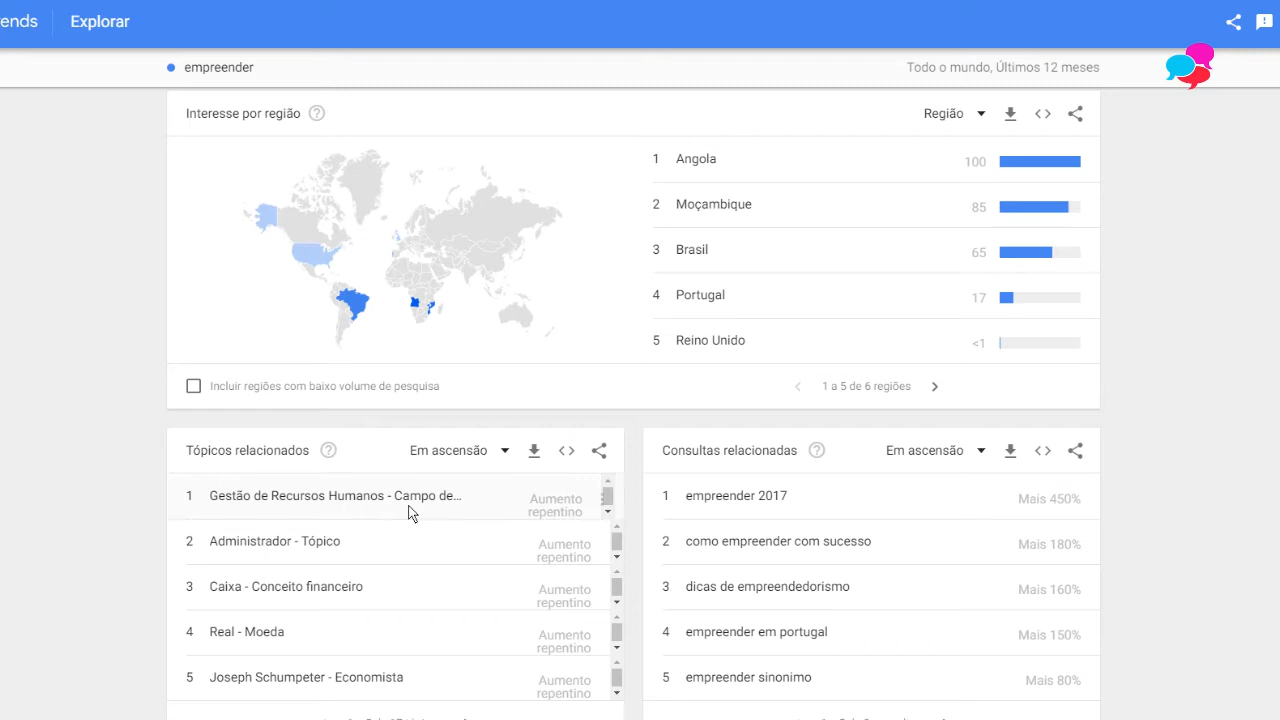 ends Explorar
empreender Todo o mundo, Últimos 12 meses
Interesse por região ? Região
1 Angola 100
2 Moçambique 85
3 Brasil 65
4 Portugal 17
5 Reino Unido <1
Incluir regiões com baixo volume de pesquisa 1 a 5 de 6 regiões
Tópicos relacionados ? Em ascensão
1 Gestão de Recursos Humanos - Campo de... Aumento
repentino
2 Administrador - Tópico Aumento
repentino
3 Caixa - Conceito financeiro Aumento
repentino
4 Real - Moeda Aumento
repentino
5 Joseph Schumpeter - Economista Aumento
repentino
Consultas relacionadas ? Em ascensão
1 empreender 2017 Mais 450%
2 como empreender com sucesso Mais 180%
3 dicas de empreendedorismo Mais 160%
4 empreender em portugal Mais 150%
5 empreender sinonimo Mais 80%